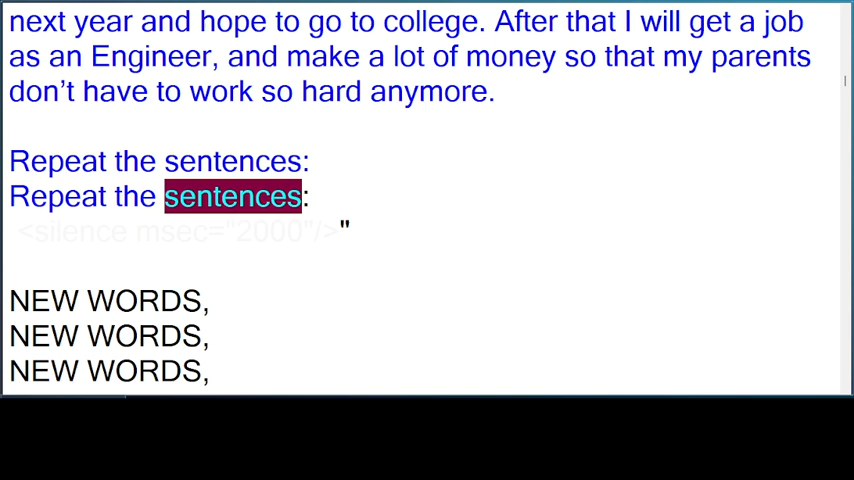 next year and hope to go to college. After that I will get a job
as an Engineer, and make a lot of money so that my parents
don’t have to work so hard anymore.
Repeat the sentences:
Repeat the sentences:
<silence msec="2000"/>"
NEW WORDS,
NEW WORDS,
NEW WORDS,